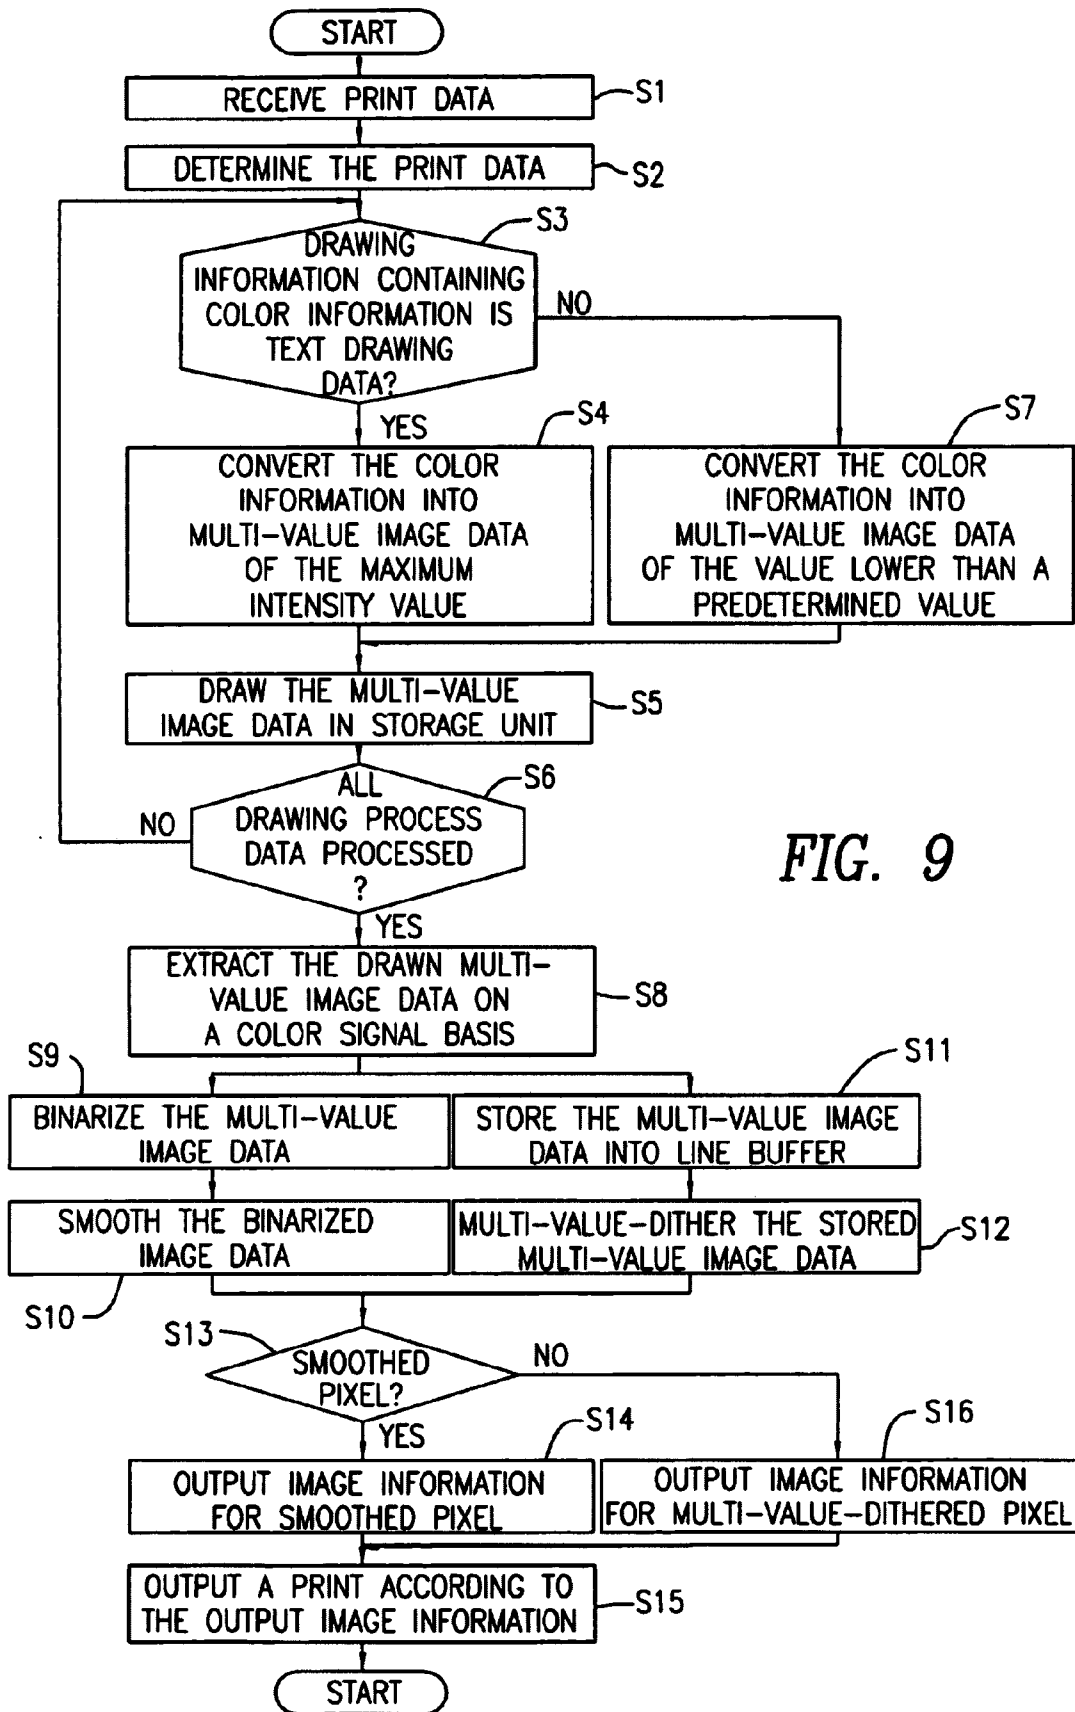 START
RECEIVE PRINT DATA
S1
DETERMINE THE PRINT DATA
S2
S3
DRAWING
INFORMATION CONTAINING
COLOR INFORMATION IS
TEXT DRAWING
DATA?
NO
YES
S4
CONVERT THE COLOR
INFORMATION INTO
MULTI-VALUE IMAGE DATA
OF THE MAXIMUM
INTENSITY VALUE
S7
CONVERT THE COLOR
INFORMATION INTO
MULTI-VALUE IMAGE DATA
OF THE VALUE LOWER THAN A
PREDETERMINED VALUE
DRAW THE MULTI-VALUE
IMAGE DATA IN STORAGE UNIT
S5
S6
ALL
DRAWING PROCESS
DATA PROCESSED
?
NO
YES
FIG. 9
EXTRACT THE DRAWN MULTI-
VALUE IMAGE DATA ON
A COLOR SIGNAL BASIS
S8
S9
BINARIZE THE MULTI-VALUE
IMAGE DATA
S11
STORE THE MULTI-VALUE IMAGE
DATA INTO LINE BUFFER
SMOOTH THE BINARIZED
IMAGE DATA
S10
MULTI-VALUE-DITHER THE STORED
MULTI-VALUE IMAGE DATA
S12
S13
SMOOTHED
PIXEL?
NO
YES
S14
OUTPUT IMAGE INFORMATION
FOR SMOOTHED PIXEL
S16
OUTPUT IMAGE INFORMATION
FOR MULTI-VALUE-DITHERED PIXEL
OUTPUT A PRINT ACCORDING TO
THE OUTPUT IMAGE INFORMATION
S15
START